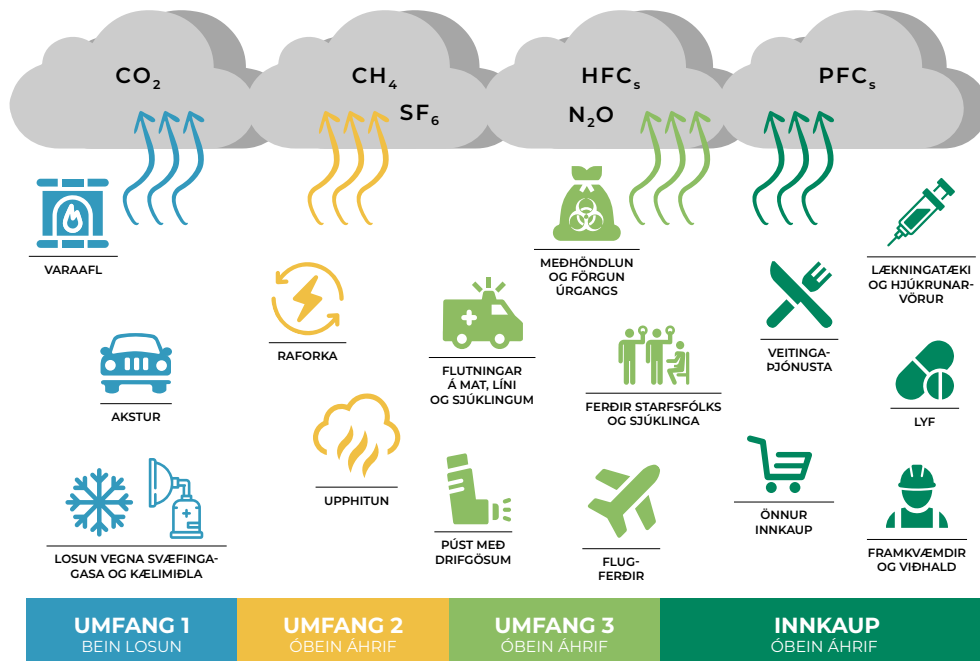 CO₂
CH₄
SF₆
HFCₛ
N₂O
PFCₛ
VARAAFL
AKSTUR
LOSUN VEGNA SVÆFINGA-
GASA OG KÆLIMIÐLA
RAFORKA
UPPHITUN
MEÐHÖNDLUN
OG FÖRGUN
ÚRGANGS
FLUTNINGAR
Á MAT, LÍNI
OG SJÚKLINGUM
FERÐIR STARFSFÓLKS
OG SJÚKLINGA
PÚST MEÐ
DRIFGÖSUM
FLUG-
FERÐIR
LÆKNINGATÆKI
OG HJÚKRUNAR-
VÖRUR
VEITINGA-
ÞJÓNUSTA
LYF
ÖNNUR
INNKAUP
FRAMKVÆMDIR
OG VIÐHALD
UMFANG 1
BEIN LOSUN
UMFANG 2
ÓBEIN ÁHRIF
UMFANG 3
ÓBEIN ÁHRIF
INNKAUP
ÓBEIN ÁHRIF